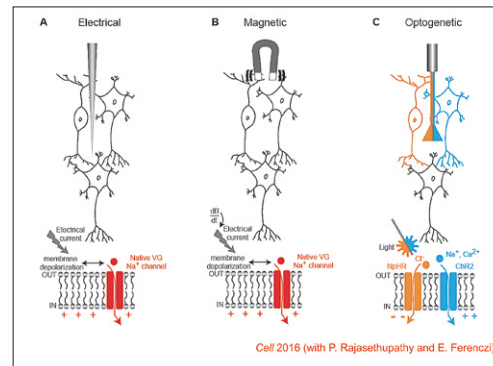 A Electrical
B Magnetic
C Optogenetic
Electrical
current
membrane
depolarization
Native VG
Na⁺ channel
OUT
IN
+ + + +
dB
dt
Electrical
current
membrane
depolarization
Native VG
Na⁺ channel
OUT
IN
+ + + +
Light
Cl⁻
Na⁺, Ca²⁺
NpHR
ChR2
OUT
IN
- -
+ +
Cell 2016 (with P. Rajasethupathy and E. Ferenczi)